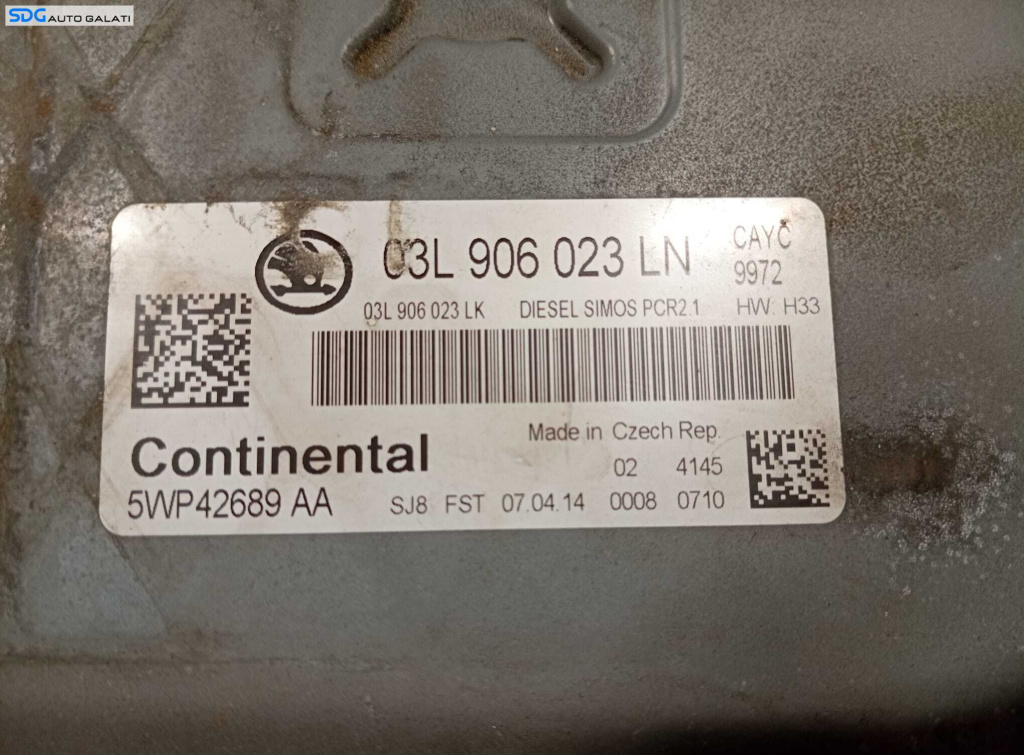 SDG AUTO GALATI
03L 906 023 LN CAYC
9972
03L 906 023 LK DIESEL SIMOS PCR2.1 HW: H33
Made in Czech Rep.
Continental
02 4145
5WP42689 AA SJ8 FST 07.04.14 0008 0710